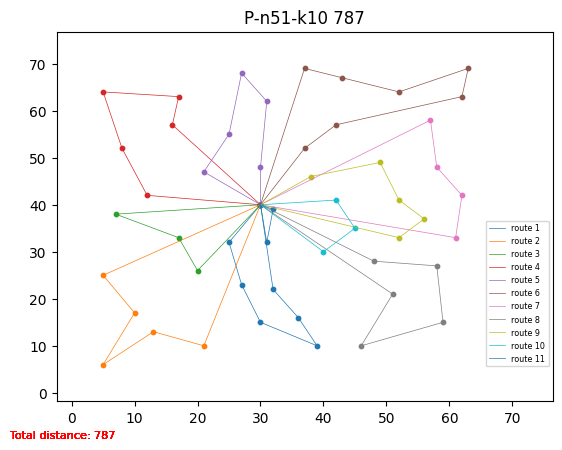 P-n51-k10 787
70
60
50
40
30
20
10
0
0 10 20 30 40 50 60 70
route 1
route 2
route 3
route 4
route 5
route 6
route 7
route 8
route 9
route 10
route 11
Total distance: 787